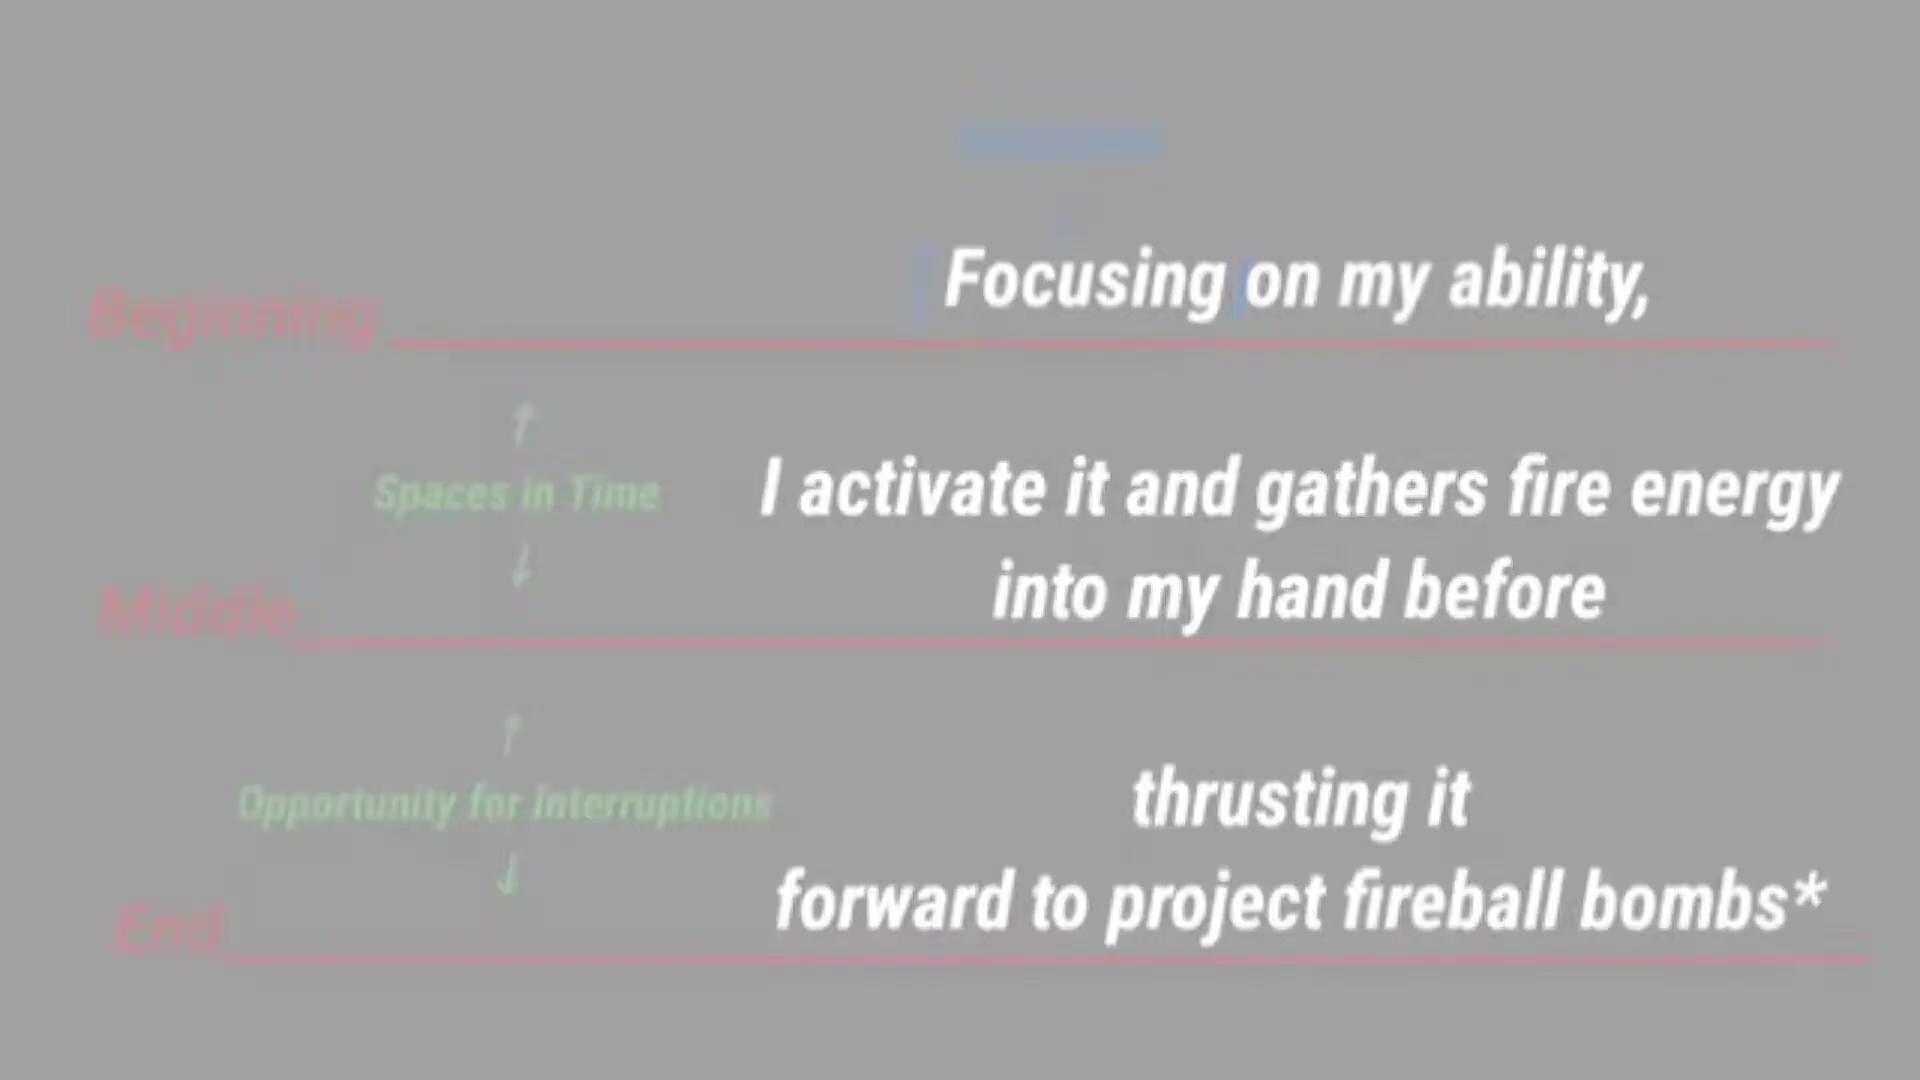 Focusing on my ability,
Beginning
Spaces in Time
I activate it and gathers fire energy
into my hand before
Middle
thrusting it
Opportunity for interruptions
forward to project fireball bombs*
End